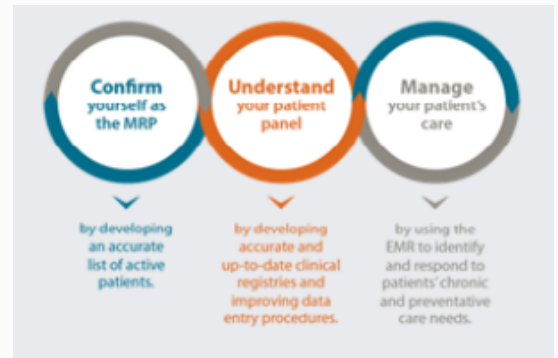 Confirm
yourself as
the MRP
Understand
your patient
panel
Manage
your patient's
care
by developing
an accurate
list of active
patients.
by developing
accurate and
up-to-date clinical
registries and
improving data
entry procedures.
by using the
EMR to identify
and respond to
patients' chronic
and preventative
care needs.